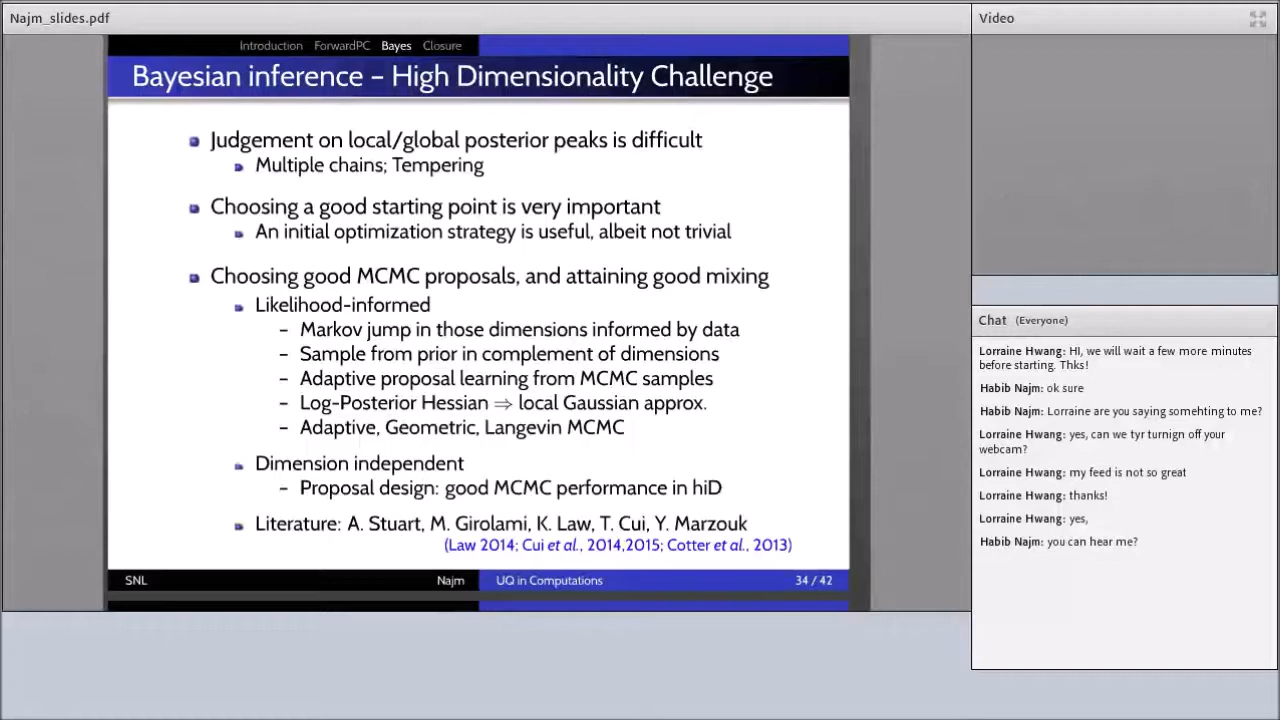 Najm_slides.pdf
Introduction ForwardPC Bayes Closure
Bayesian inference – High Dimensionality Challenge
Judgement on local/global posterior peaks is difficult
Multiple chains; Tempering
Choosing a good starting point is very important
An initial optimization strategy is useful, albeit not trivial
Choosing good MCMC proposals, and attaining good mixing
Likelihood-informed
– Markov jump in those dimensions informed by data
– Sample from prior in complement of dimensions
– Adaptive proposal learning from MCMC samples
– Log-Posterior Hessian ⇒ local Gaussian approx.
– Adaptive, Geometric, Langevin MCMC
Dimension independent
– Proposal design: good MCMC performance in hiD
Literature: A. Stuart, M. Girolami, K. Law, T. Cui, Y. Marzouk
(Law 2014; Cui et al., 2014,2015; Cotter et al., 2013)
SNL Najm UQ in Computations 34 / 42
Video
Chat (Everyone)
Lorraine Hwang: HI, we will wait a few more minutes
before starting. Thks!
Habib Najm: ok sure
Habib Najm: Lorraine are you saying somehting to me?
Lorraine Hwang: yes, can we tyr turnign off your
webcam?
Lorraine Hwang: my feed is not so great
Lorraine Hwang: thanks!
Lorraine Hwang: yes,
Habib Najm: you can hear me?